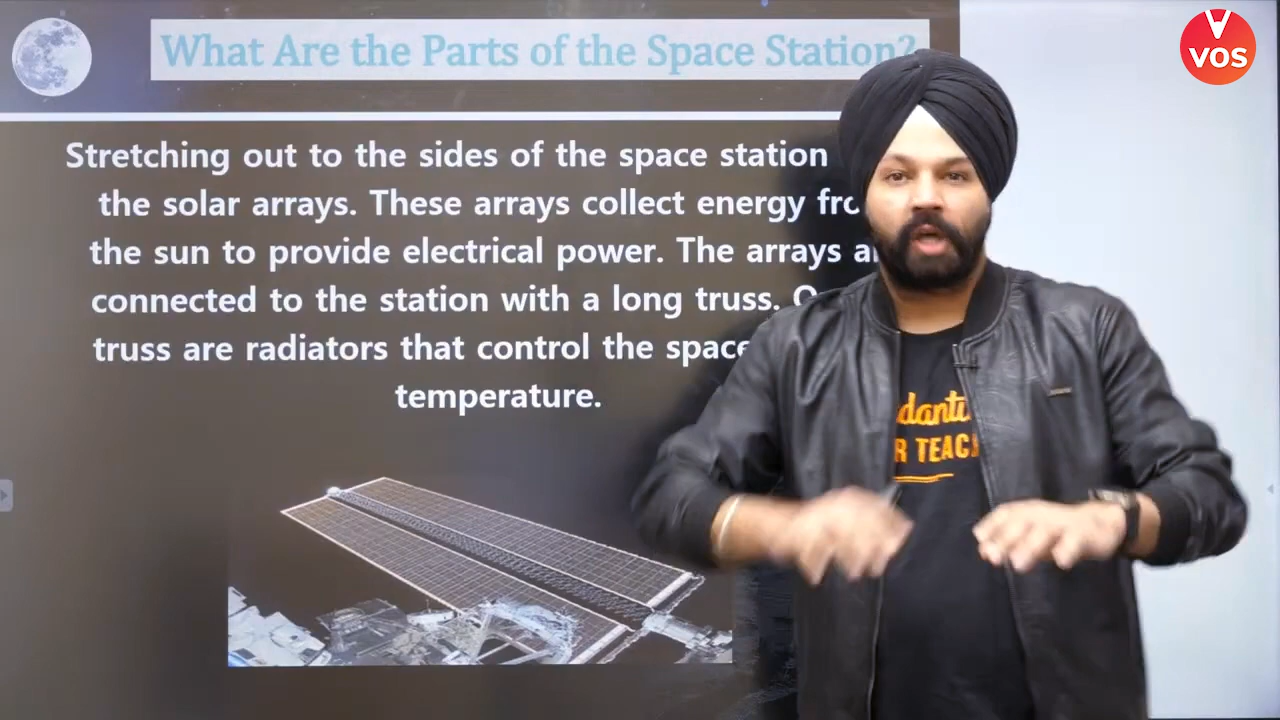 What Are the Parts of the Space Station?
VOS
Stretching out to the sides of the space station
the solar arrays. These arrays collect energy
the sun to provide electrical power. The arrays
connected to the station with a long truss.
truss are radiators that control the space
temperature.
TEAC